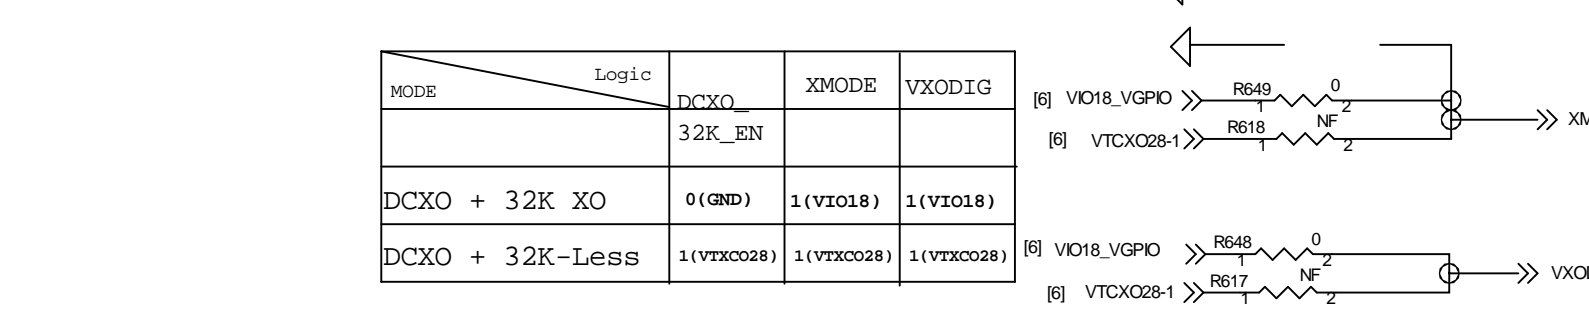 Logic
MODE
DCXO_
32K_EN
XMODE
VXODIG
DCXO + 32K XO
0(GND)
1(VIO18)
1(VIO18)
DCXO + 32K-Less
1(VTXCO28)
1(VTXCO28)
1(VTXCO28)
[6] VIO18_VGPIO
R649
0
1
2
[6] VTCXO28-1
R618
NF
1
2
XM
[6] VIO18_VGPIO
R648
0
1
2
[6] VTCXO28-1
R617
NF
1
2